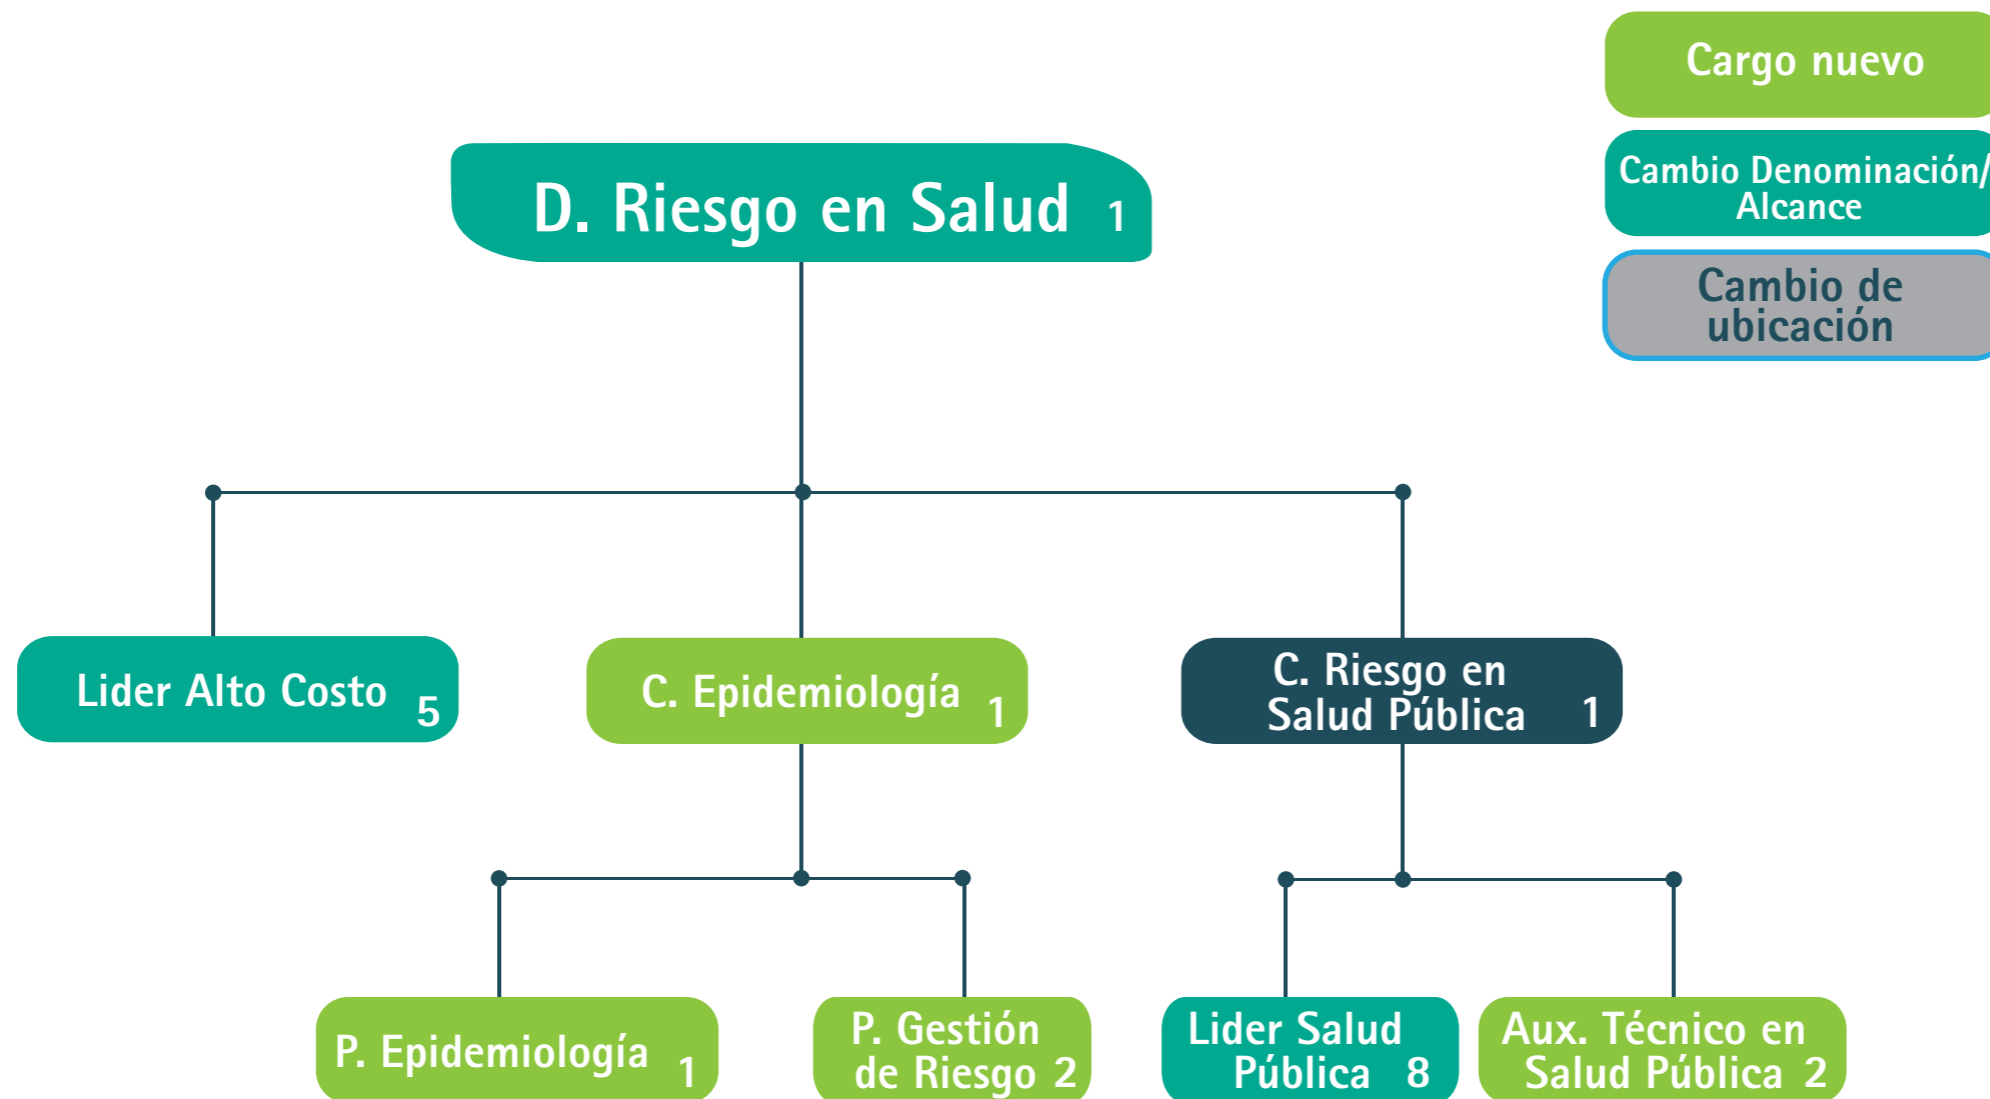 Cargo nuevo
Cambio Denominación/
Alcance
Cambio de
ubicación
D. Riesgo en Salud 1
Lider Alto Costo 5
C. Epidemiología 1
C. Riesgo en
Salud Pública 1
P. Epidemiología 1
P. Gestión
de Riesgo 2
Lider Salud
Pública 8
Aux. Técnico en
Salud Pública 2